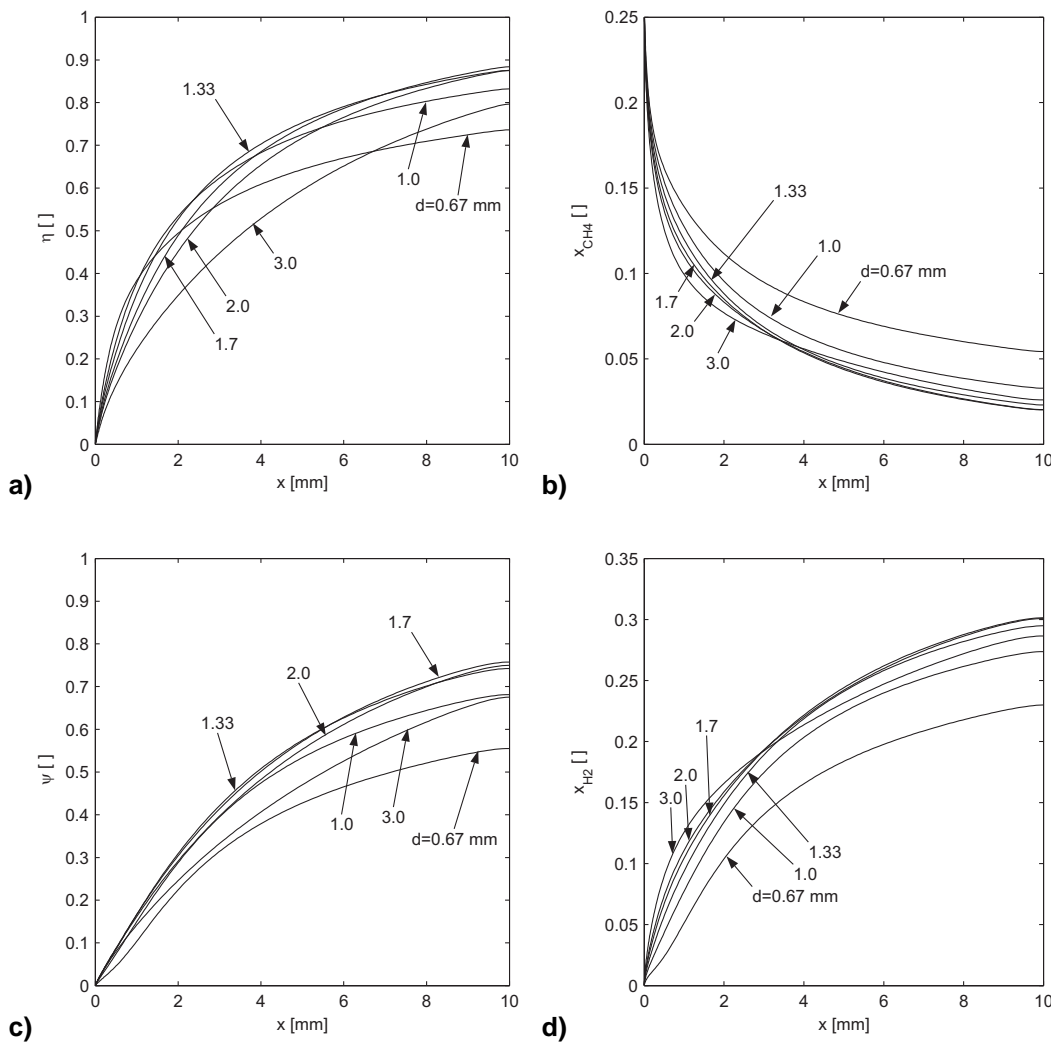 1
0.9
0.8
0.7
0.6
0.5
0.4
0.3
0.2
0.1
0
η [ ]
1.33
1.0
d=0.67 mm
3.0
2.0
1.7
0 2 4 6 8 10
x [mm]
a)
0.25
0.2
0.15
0.1
0.05
0
x_CH4 [ ]
1.33
1.0
d=0.67 mm
1.7
2.0
3.0
0 2 4 6 8 10
x [mm]
b)
1
0.9
0.8
0.7
0.6
0.5
0.4
0.3
0.2
0.1
0
ψ [ ]
1.7
2.0
1.33
1.0
3.0
d=0.67 mm
0 2 4 6 8 10
x [mm]
c)
0.35
0.3
0.25
0.2
0.15
0.1
0.05
0
x_H2 [ ]
1.7
2.0
3.0
1.33
1.0
d=0.67 mm
0 2 4 6 8 10
x [mm]
d)